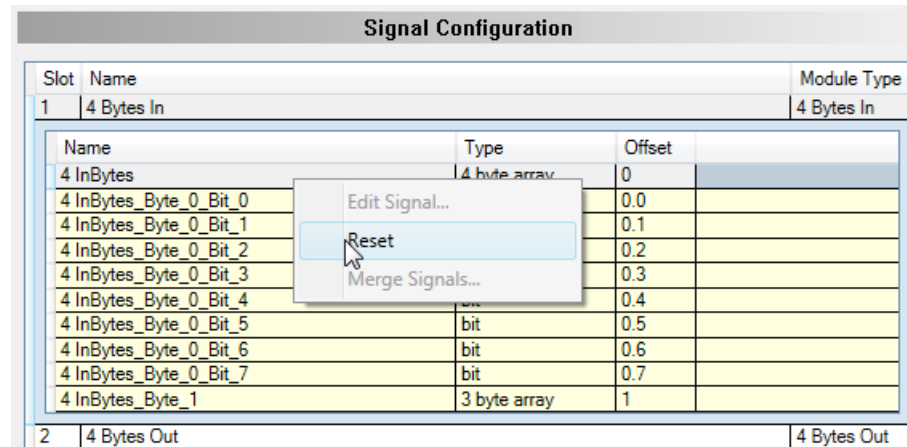 Signal Configuration
Slot Name Module Type
1 4 Bytes In 4 Bytes In
Name Type Offset
4 InBytes 4 byte array 0
4 InBytes_Byte_0_Bit_0 0.0
Edit Signal...
4 InBytes_Byte_0_Bit_1 0.1
4 InBytes_Byte_0_Bit_2 0.2
Reset
4 InBytes_Byte_0_Bit_3 0.3
Merge Signals...
4 InBytes_Byte_0_Bit_4 bit 0.4
4 InBytes_Byte_0_Bit_5 bit 0.5
4 InBytes_Byte_0_Bit_6 bit 0.6
4 InBytes_Byte_0_Bit_7 bit 0.7
4 InBytes_Byte_1 3 byte array 1
2 4 Bytes Out 4 Bytes Out